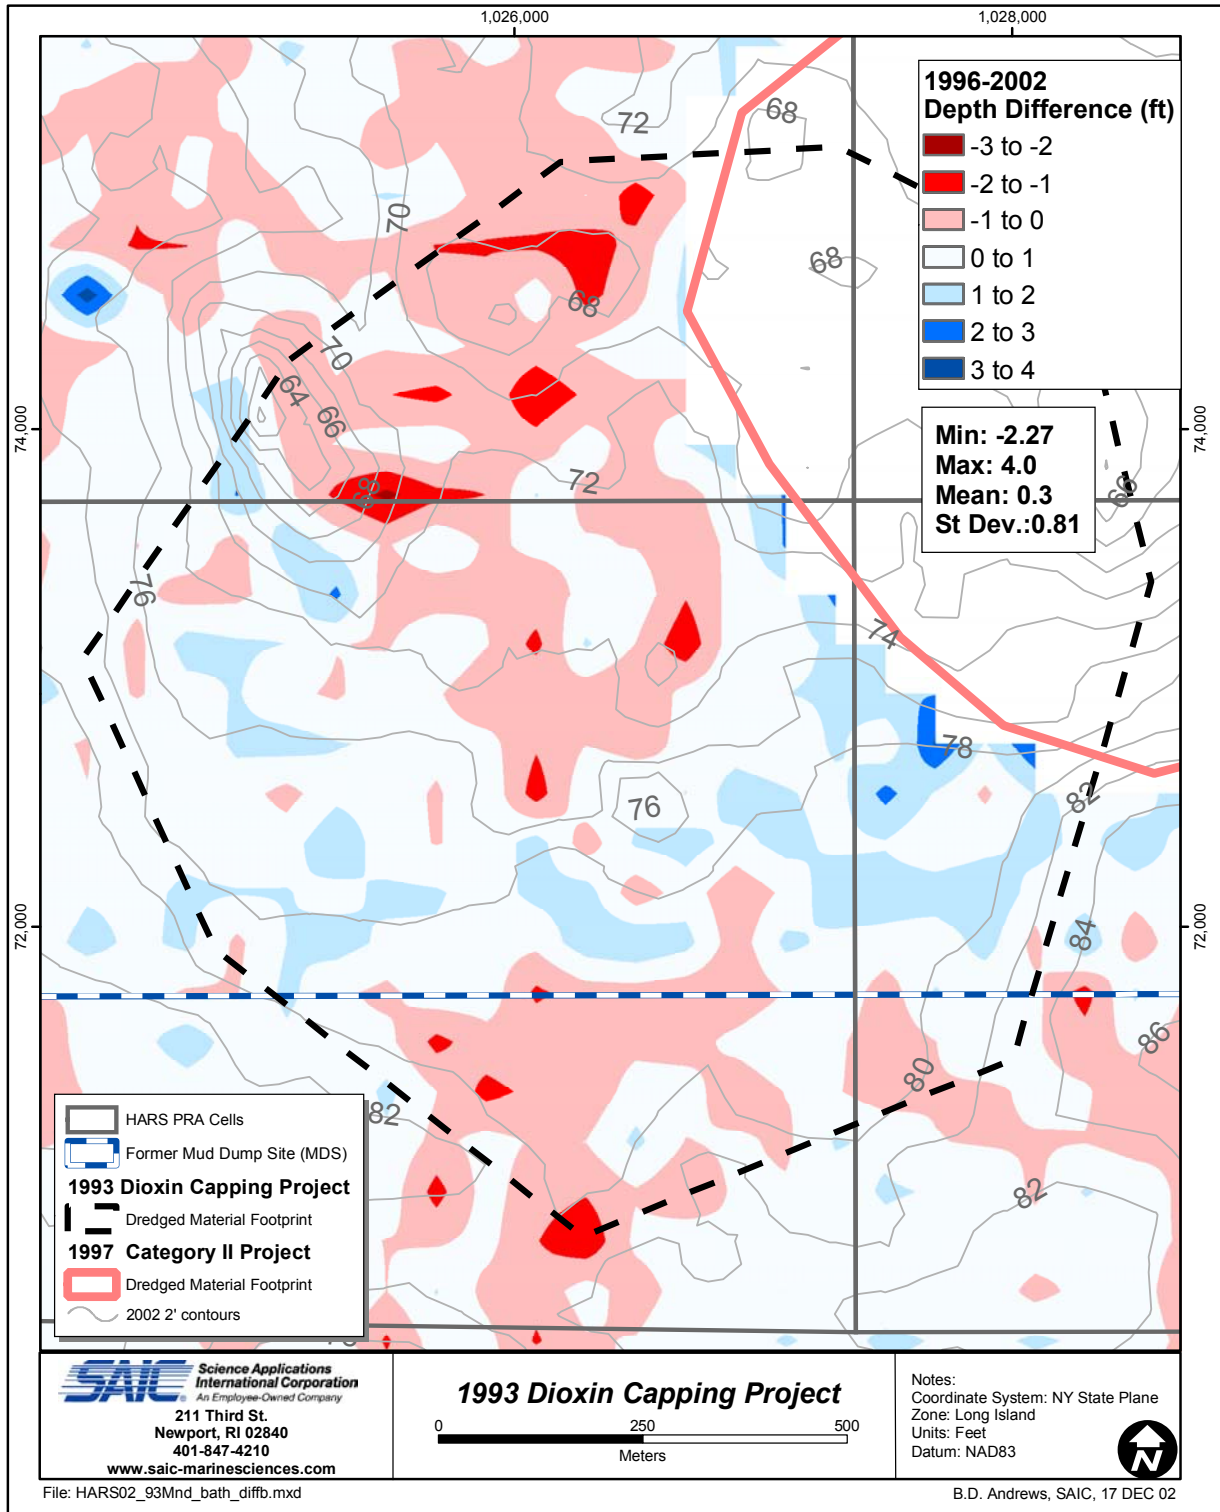 1,026,000
1,028,000
1996-2002
Depth Difference (ft)
-3 to -2
-2 to -1
-1 to 0
0 to 1
1 to 2
2 to 3
3 to 4
Min: -2.27
Max: 4.0
Mean: 0.3
St Dev.:0.81
72
68
70
68
68
70
64
66
68
72
66
76
74
78
76
82
84
86
80
82
82
74,000
74,000
72,000
72,000
HARS PRA Cells
Former Mud Dump Site (MDS)
1993 Dioxin Capping Project
Dredged Material Footprint
1997 Category II Project
Dredged Material Footprint
2002 2' contours
SAIC
Science Applications
International Corporation
An Employee-Owned Company
211 Third St.
Newport, RI 02840
401-847-4210
www.saic-marinesciences.com
1993 Dioxin Capping Project
0 250 500
Meters
Notes:
Coordinate System: NY State Plane
Zone: Long Island
Units: Feet
Datum: NAD83
N
File: HARS02_93Mnd_bath_diffb.mxd
B.D. Andrews, SAIC, 17 DEC 02